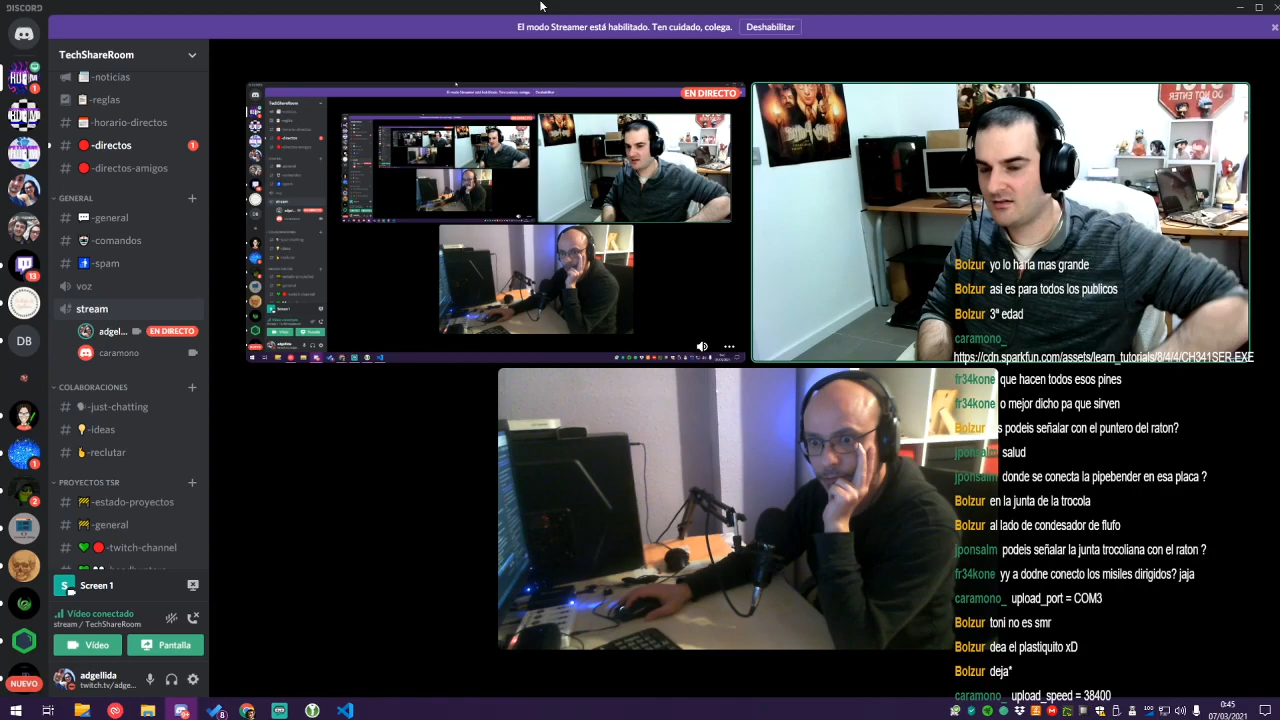 DISCORD
El modo Streamer está habilitado. Ten cuidado, colega.
Deshabilitar
TechShareRoom
-noticias
-reglas
-horario-directos
-directos
1
-directos-amigos
GENERAL
-general
-comandos
-spam
voz
stream
adgel...
EN DIRECTO
caramono
COLABORACIONES
-just-chatting
-ideas
-reclutar
PROYECTOS TSR
-estado-proyectos
-general
-twitch-channel
1
13
1
2
NUEVO
S
Screen 1
Vídeo conectado
stream / TechShareRoom
Vídeo
Pantalla
adgellida
twitch.tv/adge...
EN DIRECTO
Bolzur yo lo haria mas grande
Bolzur asi es para todos los publicos
Bolzur 3ª edad
caramono_
https://cdn.sparkfun.com/assets/learn_tutorials/8/4/4/CH341SER.EXE
fr34kone que hacen todos esos pines
fr34kone o mejor dicho pa que sirven
Bolzur s podeis señalar con el puntero del raton?
jponsalm salud
jponsalm donde se conecta la pipebender en esa placa ?
Bolzur en la junta de la trocola
Bolzur al lado de condesador de flufo
jponsalm podeis señalar la junta trocoliana con el raton ?
fr34kone yy a dodne conecto los misiles dirigidos? jaja
caramono_ upload_port = COM3
Bolzur toni no es smr
Bolzur dea el plastiquito xD
Bolzur deja*
caramono_ upload_speed = 38400
0:45
07/03/2021